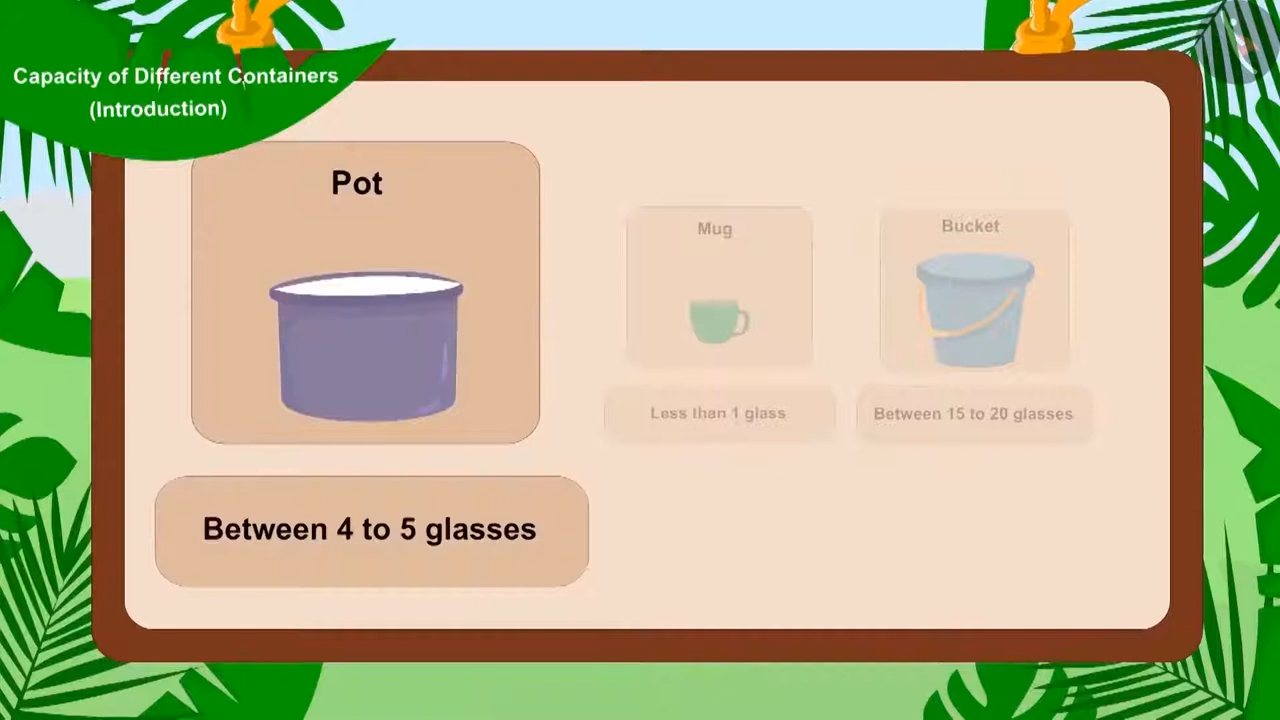 Capacity of Different Containers
(Introduction)
Pot
Between 4 to 5 glasses
Mug
Less than 1 glass
Bucket
Between 15 to 20 glasses